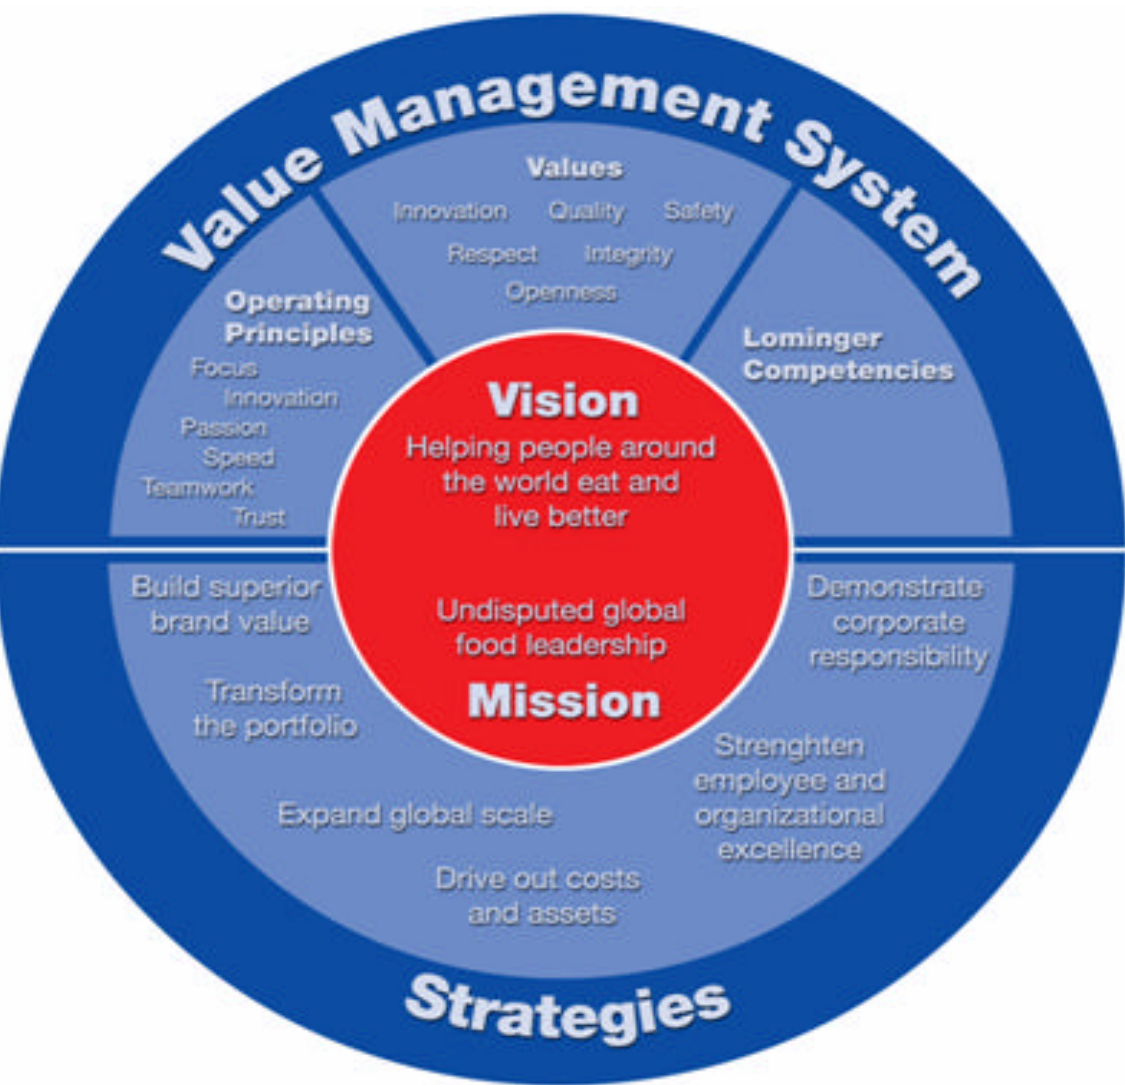 Value Management System
Values
Innovation Quality Safety
Respect Integrity
Openness
Operating
Principles
Focus
Innovation
Passion
Speed
Teamwork
Trust
Lominger
Competencies
Vision
Helping people around
the world eat and
live better
Undisputed global
food leadership
Mission
Build superior
brand value
Transform
the portfolio
Expand global scale
Drive out costs
and assets
Strenghten
employee and
organizational
excellence
Demonstrate
corporate
responsibility
Strategies